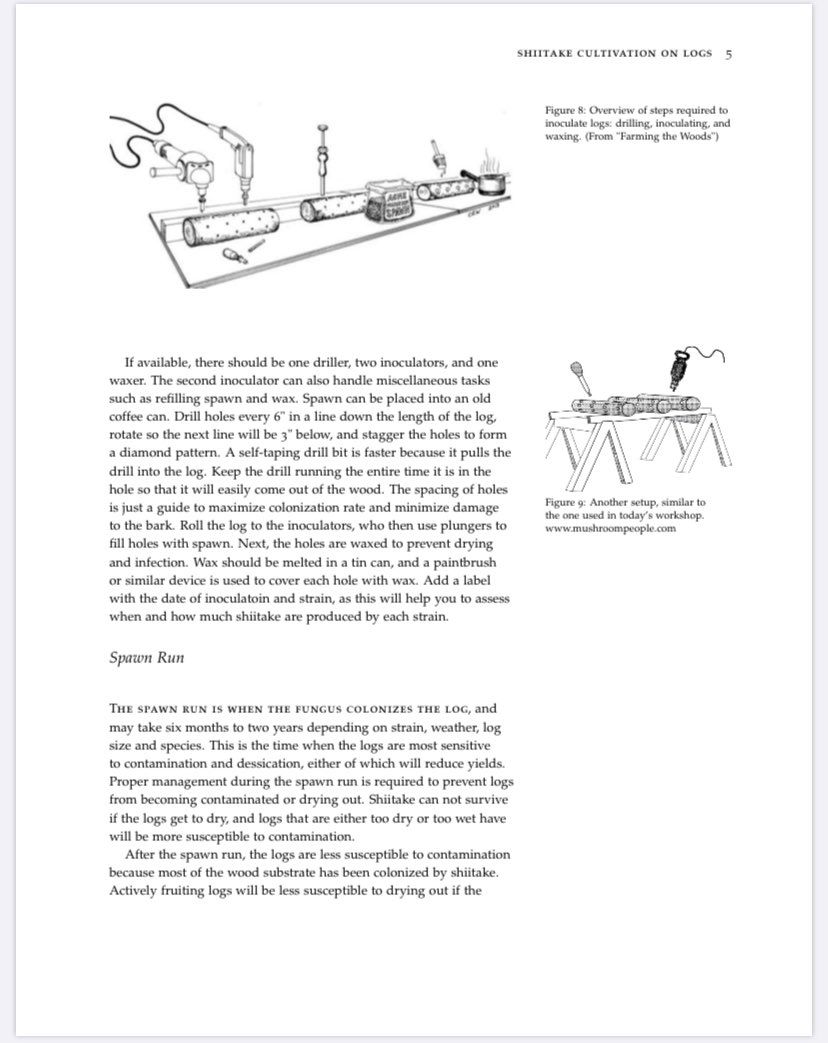 SHIITAKE CULTIVATION ON LOGS 5
Figure 8: Overview of steps required to
inoculate logs: drilling, inoculating, and
waxing. (From "Farming the Woods")
ACME
SPAWN
If available, there should be one driller, two inoculators, and one
waxer. The second inoculator can also handle miscellaneous tasks
such as refilling spawn and wax. Spawn can be placed into an old
coffee can. Drill holes every 6" in a line down the length of the log,
rotate so the next line will be 3" below, and stagger the holes to form
a diamond pattern. A self-taping drill bit is faster because it pulls the
drill into the log. Keep the drill running the entire time it is in the
hole so that it will easily come out of the wood. The spacing of holes
is just a guide to maximize colonization rate and minimize damage
to the bark. Roll the log to the inoculators, who then use plungers to
fill holes with spawn. Next, the holes are waxed to prevent drying
and infection. Wax should be melted in a tin can, and a paintbrush
or similar device is used to cover each hole with wax. Add a label
with the date of inoculatoin and strain, as this will help you to assess
when and how much shiitake are produced by each strain.
Figure 9: Another setup, similar to
the one used in today's workshop.
www.mushroompeople.com
Spawn Run
THE SPAWN RUN IS WHEN THE FUNGUS COLONIZES THE LOG, and
may take six months to two years depending on strain, weather, log
size and species. This is the time when the logs are most sensitive
to contamination and dessication, either of which will reduce yields.
Proper management during the spawn run is required to prevent logs
from becoming contaminated or drying out. Shiitake can not survive
if the logs get to dry, and logs that are either too dry or too wet have
will be more susceptible to contamination.
After the spawn run, the logs are less susceptible to contamination
because most of the wood substrate has been colonized by shiitake.
Actively fruiting logs will be less susceptible to drying out if the